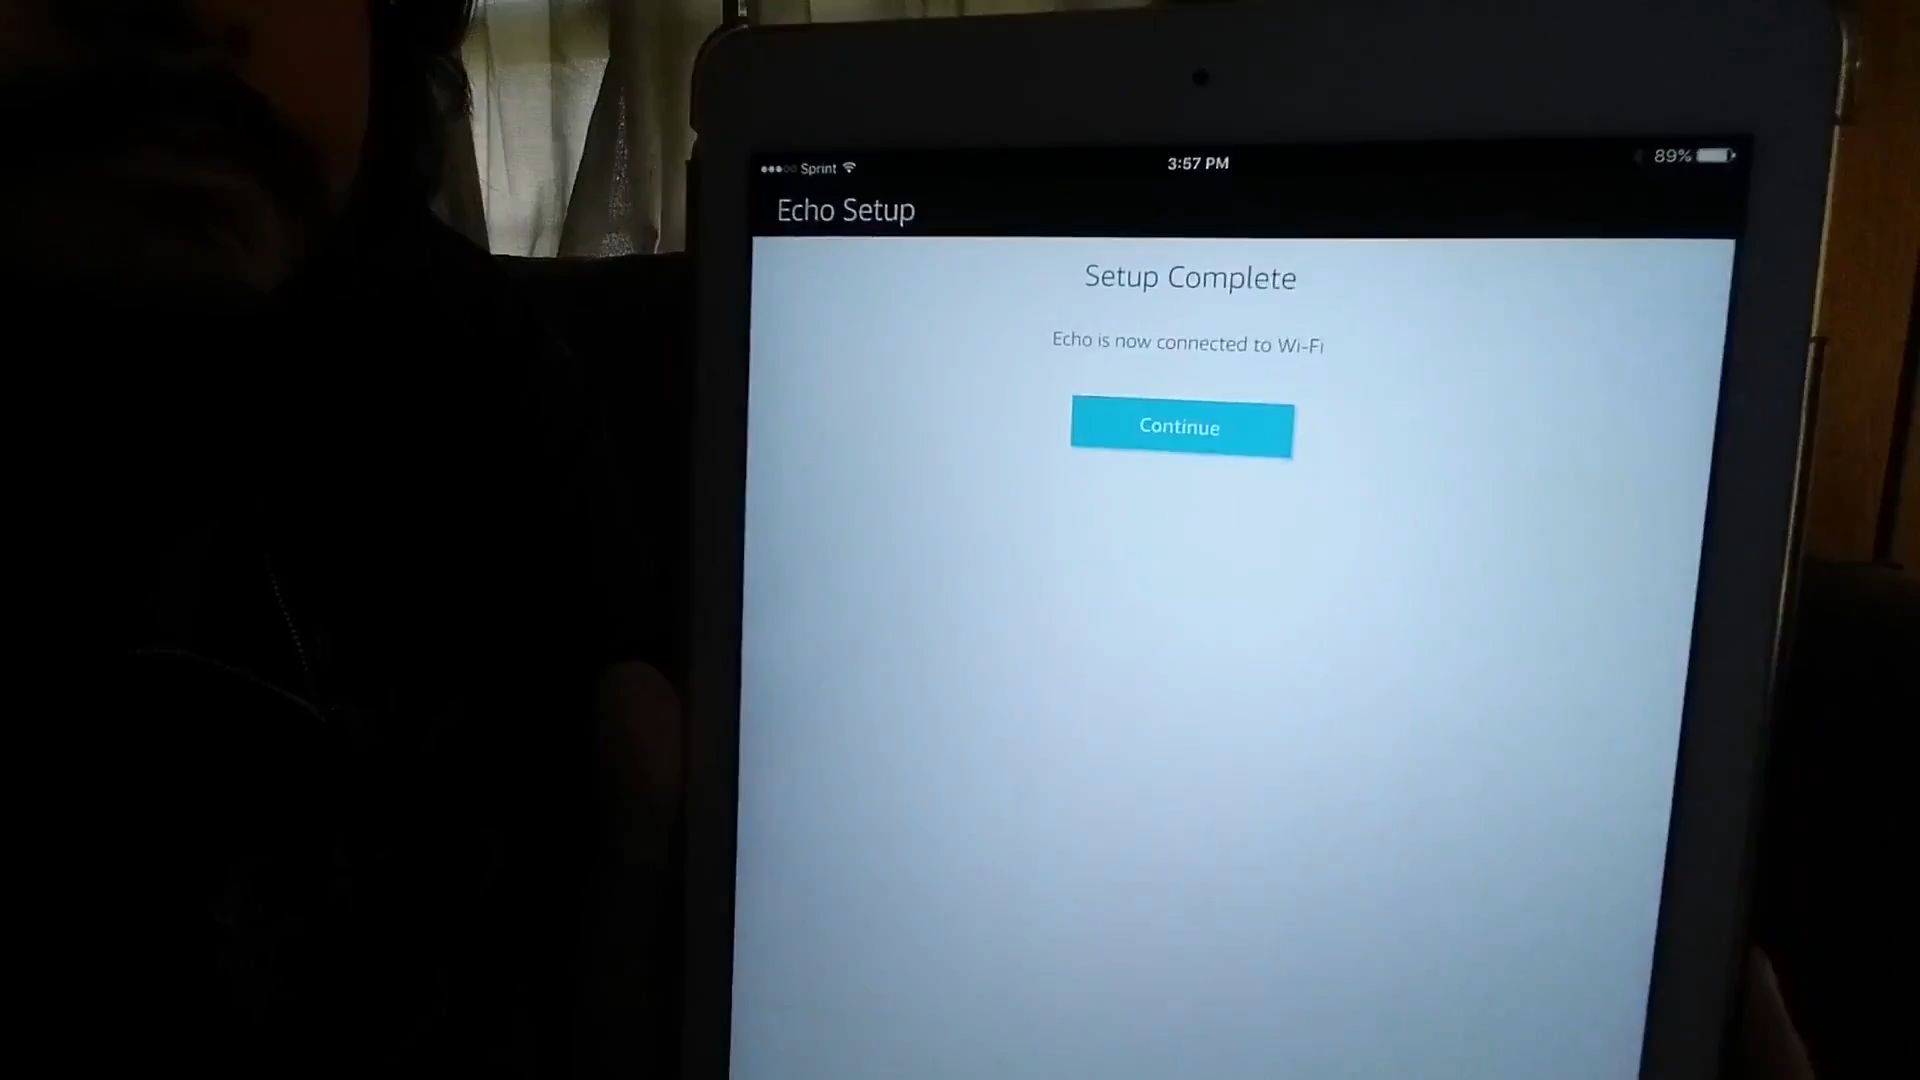 Sprint
3:57 PM
89%
Echo Setup
Setup Complete
Echo is now connected to Wi-Fi
Continue